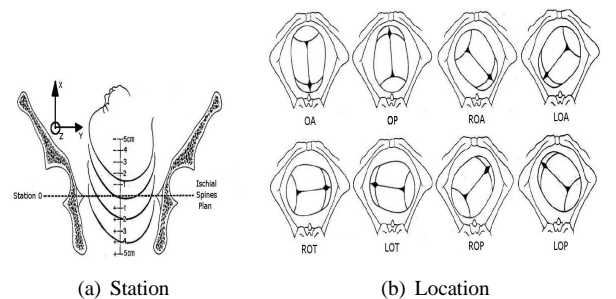 X
Z
Y
5cm
4
3
2
1
Station 0
Ischial
Spines
Plan
1
2
3
4
5cm
(a) Station
OA
OP
ROA
LOA
ROT
LOT
ROP
LOP
(b) Location